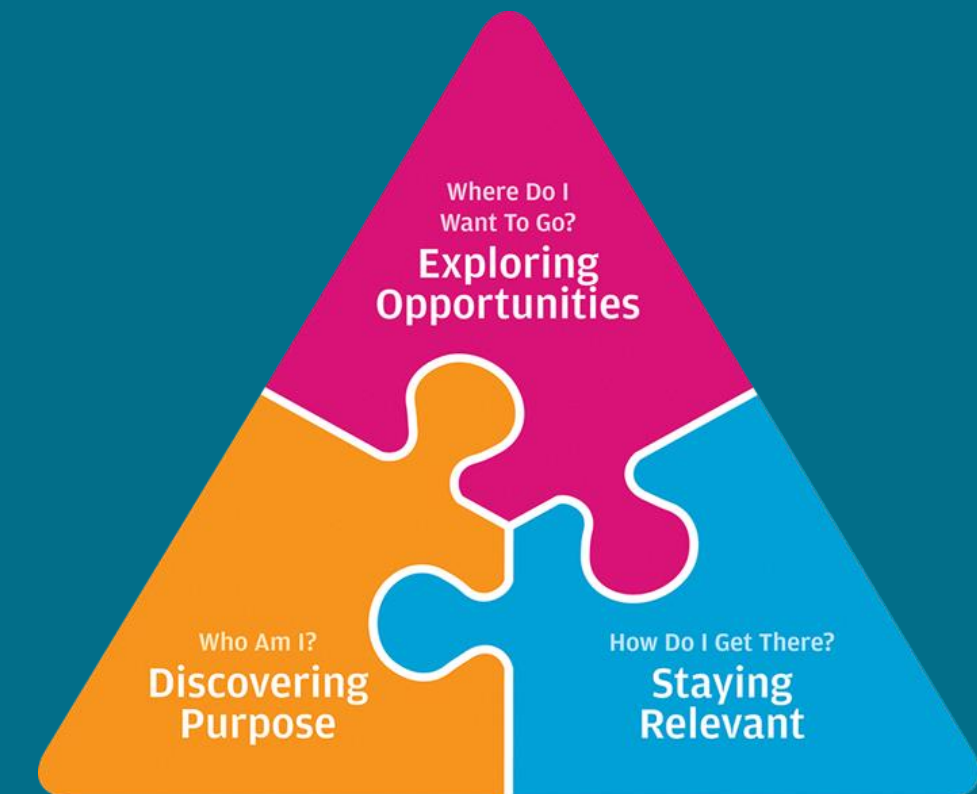 Where Do I
Want To Go?
Exploring
Opportunities
Who Am I?
Discovering
Purpose
How Do I Get There?
Staying
Relevant